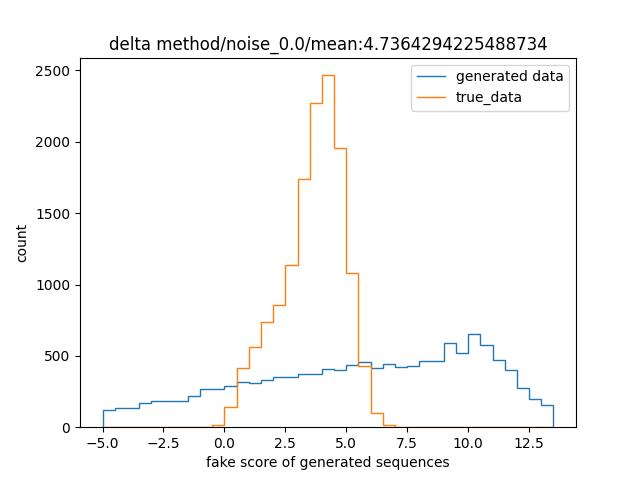 delta method/noise_0.0/mean:4.7364294225488734
generated data
true_data
2500
2000
1500
1000
500
0
count
−5.0 −2.5 0.0 2.5 5.0 7.5 10.0 12.5
fake score of generated sequences